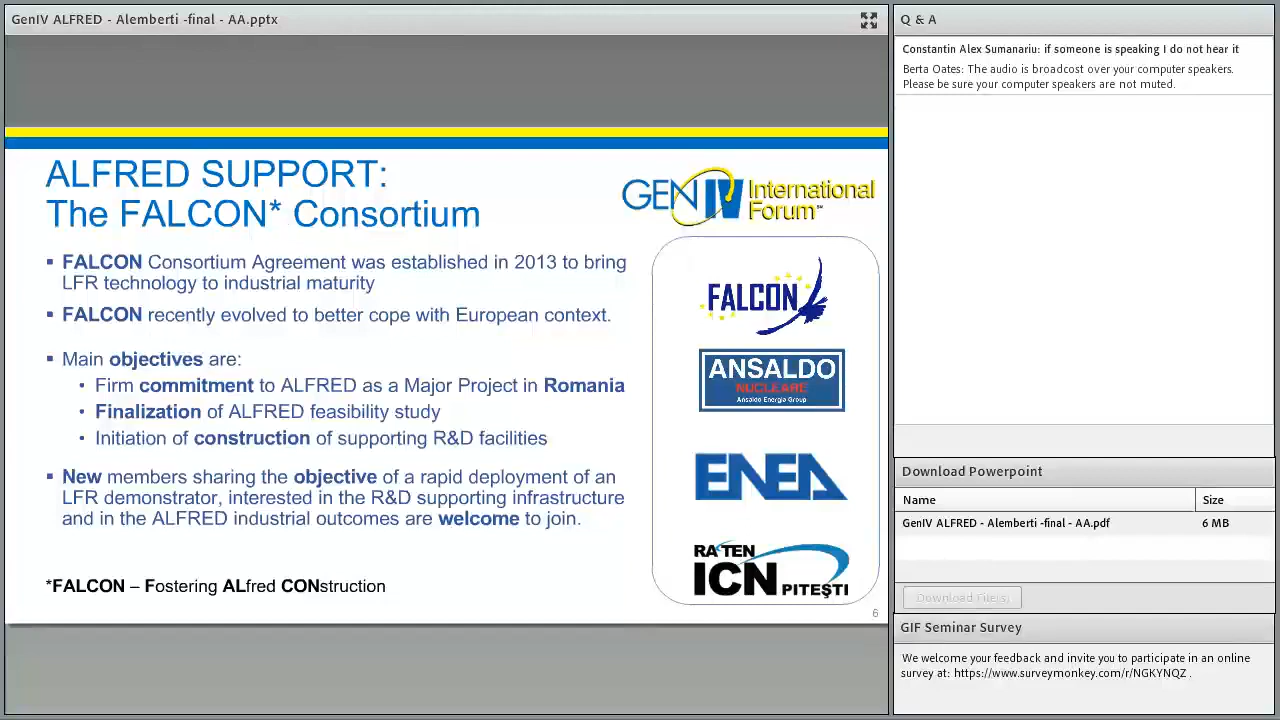 GenIV ALFRED - Alemberti -final - AA.pptx
ALFRED SUPPORT:
The FALCON* Consortium
GEN IV International
Forum™
▪ FALCON Consortium Agreement was established in 2013 to bring
LFR technology to industrial maturity
▪ FALCON recently evolved to better cope with European context.
▪ Main objectives are:
• Firm commitment to ALFRED as a Major Project in Romania
• Finalization of ALFRED feasibility study
• Initiation of construction of supporting R&D facilities
▪ New members sharing the objective of a rapid deployment of an
LFR demonstrator, interested in the R&D supporting infrastructure
and in the ALFRED industrial outcomes are welcome to join.
*FALCON – Fostering ALfred CONstruction
FALCON
ANSALDO
NUCLEARE
Ansaldo Energia Group
ENEA
RATEN
ICN PITEŞTI
6
Q & A
Constantin Alex Sumanariu: if someone is speaking I do not hear it
Berta Oates: The audio is broadcast over your computer speakers.
Please be sure your computer speakers are not muted.
Download Powerpoint
Name Size
GenIV ALFRED - Alemberti -final - AA.pdf 6 MB
Download File(s)
GIF Seminar Survey
We welcome your feedback and invite you to participate in an online
survey at: https://www.surveymonkey.com/r/NGKYNQZ .